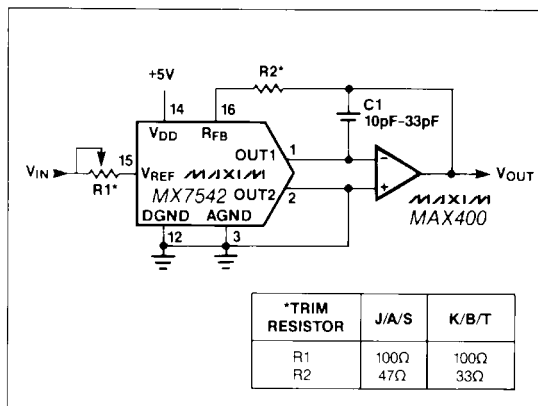 +5V
R2*
14
16
C1
10pF–33pF
VDD
RFB
1
OUT1
VIN
15
R1*
VREF
MAXIM
MX7542
OUT2
2
DGND
AGND
12
3
−
+
VOUT
MAXIM
MAX400
*TRIM RESISTOR J/A/S K/B/T
R1 100Ω 100Ω
R2 47Ω 33Ω